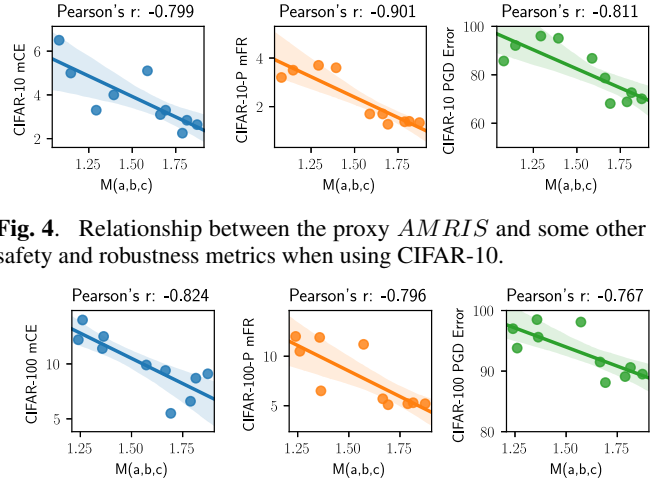 Pearson's r: -0.799
Pearson's r: -0.901
Pearson's r: -0.811
CIFAR-10 mCE
6
4
2
1.25
1.50
1.75
M(a,b,c)
CIFAR-10-P mFR
4
2
1.25
1.50
1.75
M(a,b,c)
CIFAR-10 PGD Error
100
80
60
1.25
1.50
1.75
M(a,b,c)
Fig. 4. Relationship between the proxy AMRIS and some other
safety and robustness metrics when using CIFAR-10.
Pearson's r: -0.824
Pearson's r: -0.796
Pearson's r: -0.767
CIFAR-100 mCE
10
5
1.25
1.50
1.75
M(a,b,c)
CIFAR-100-P mFR
10
5
1.25
1.50
1.75
M(a,b,c)
CIFAR-100 PGD Error
100
90
80
1.25
1.50
1.75
M(a,b,c)